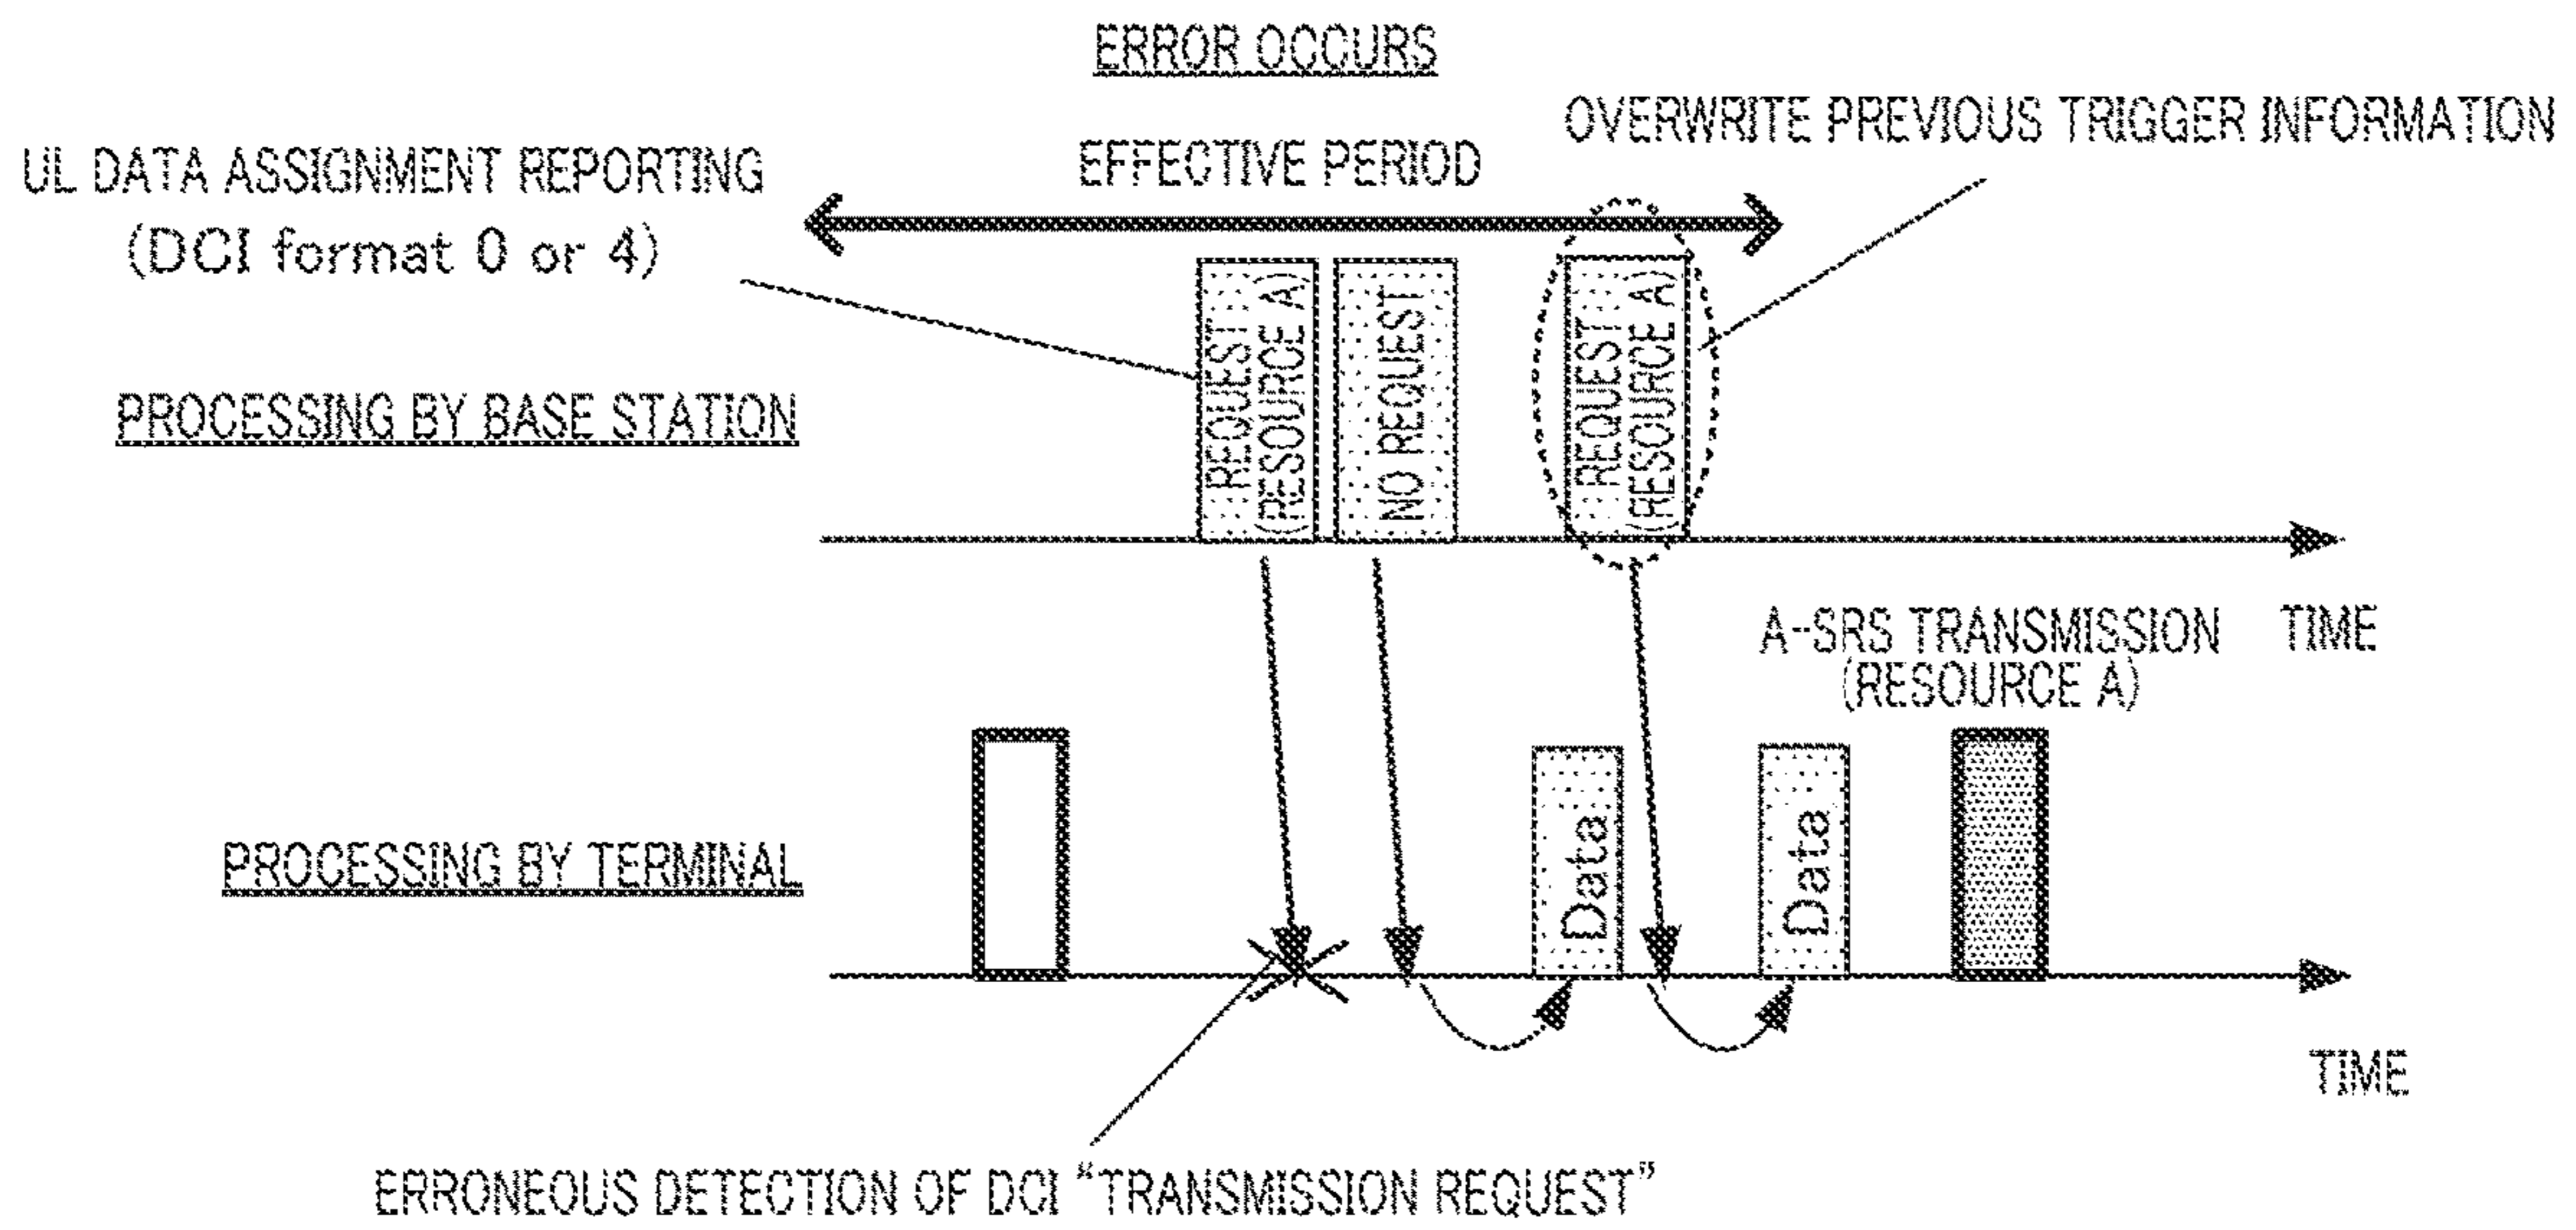 ERROR OCCURS
OVERWRITE PREVIOUS TRIGGER INFORMATION
EFFECTIVE PERIOD
UL DATA ASSIGNMENT REPORTING
(DCI format 0 or 4)
REQUEST
(RESOURCE A)
NO REQUEST
REQUEST
(RESOURCE A)
PROCESSING BY BASE STATION
A-SRS TRANSMISSION
(RESOURCE A)
TIME
Data
Data
PROCESSING BY TERMINAL
TIME
ERRONEOUS DETECTION OF DCI “TRANSMISSION REQUEST”